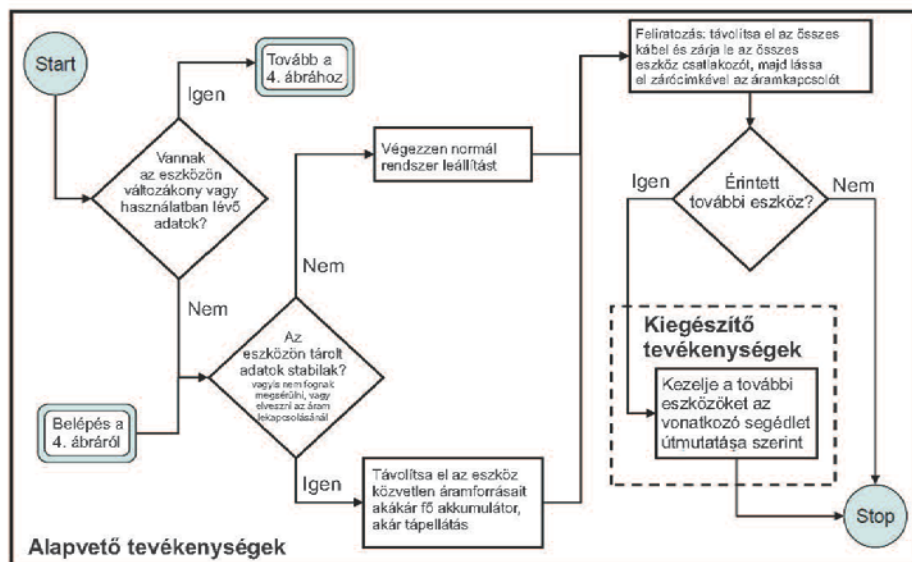 Start
Tovább a
4. ábrához
Igen
Vannak
az eszközön
változákony vagy
használatban lévő
adatok?
Nem
Belépés a
4. ábráról
Nem
Az
eszközön tárolt
adatok stabilak?
vagyis nem fognak
megsérülni, vagy
elveszni az áram
lekapcsolásánál
Igen
Végezzen normál
rendszer leállítást
Távolítsa el az eszköz
közvetlen áramforrásait
akákár fő akkumulátor,
akár tápellátás
Feliratozás: távolítsa el az összes
kábel és zárja le az összes
eszköz csatlakozót, majd lássa
el zárócimkével az áramkapcsolót
Igen
Érintett
további eszköz?
Nem
Kiegészítő
tevékenységek
Kezelje a további
eszközöket az
vonatkozó segédlet
útmutatása szerint
Stop
Alapvető tevékenységek